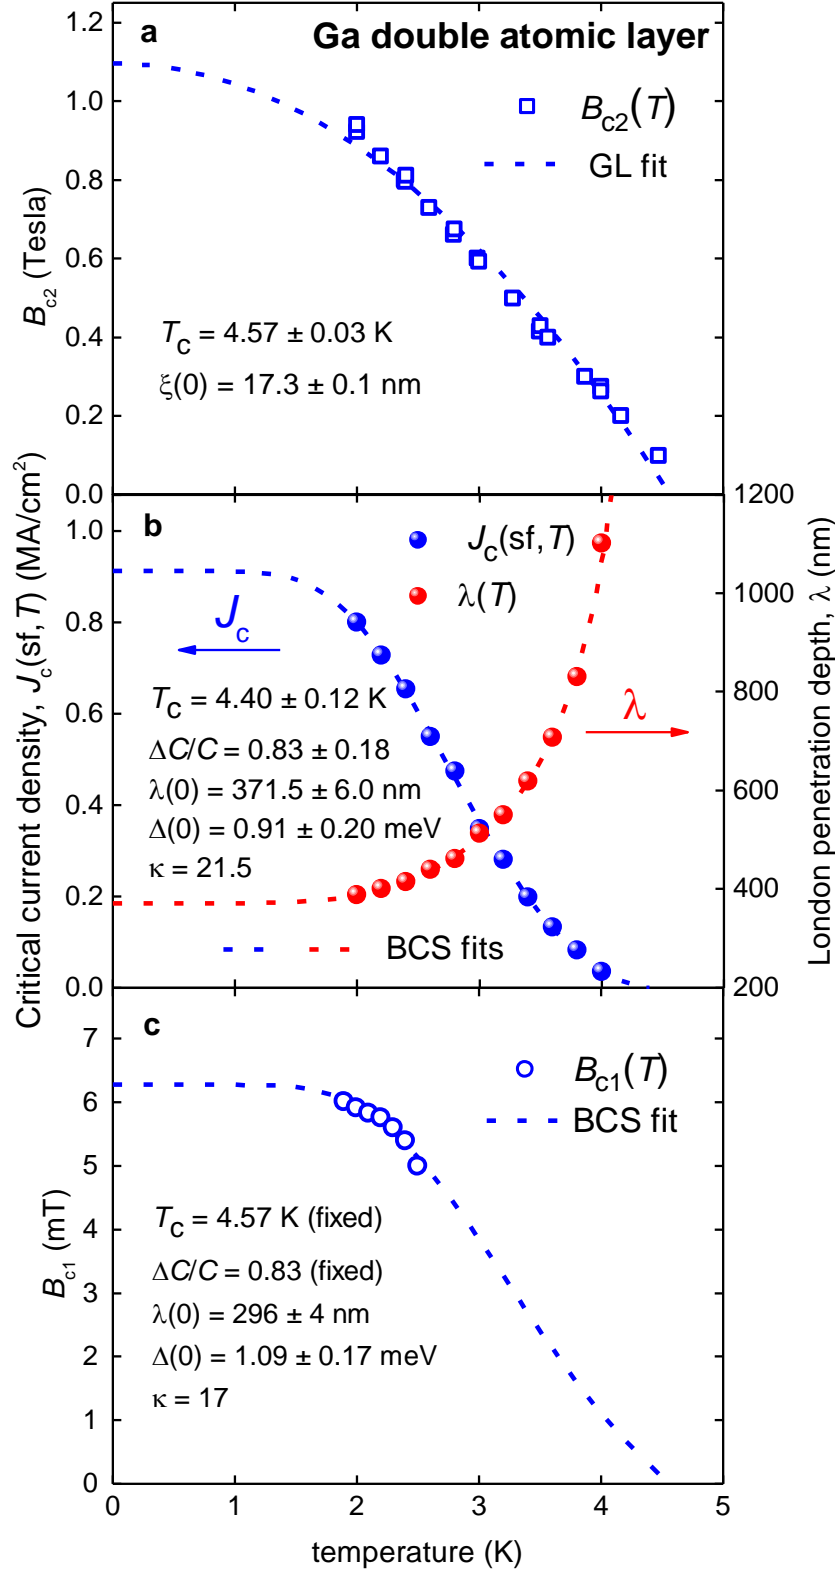 a
Ga double atomic layer
B_c2(T)
GL fit
T_c = 4.57 ± 0.03 K
ξ(0) = 17.3 ± 0.1 nm
B_c2 (Tesla)
1.2
1.0
0.8
0.6
0.4
0.2
0.0
b
J_c(sf,T)
λ(T)
J_c
λ
T_c = 4.40 ± 0.12 K
ΔC/C = 0.83 ± 0.18
λ(0) = 371.5 ± 6.0 nm
Δ(0) = 0.91 ± 0.20 meV
κ = 21.5
BCS fits
Critical current density, J_c(sf,T) (MA/cm²)
1.0
0.8
0.6
0.4
0.2
0.0
London penetration depth, λ (nm)
1200
1000
800
600
400
200
c
B_c1(T)
BCS fit
T_c = 4.57 K (fixed)
ΔC/C = 0.83 (fixed)
λ(0) = 296 ± 4 nm
Δ(0) = 1.09 ± 0.17 meV
κ = 17
B_c1 (mT)
7
6
5
4
3
2
1
0
0 1 2 3 4 5
temperature (K)